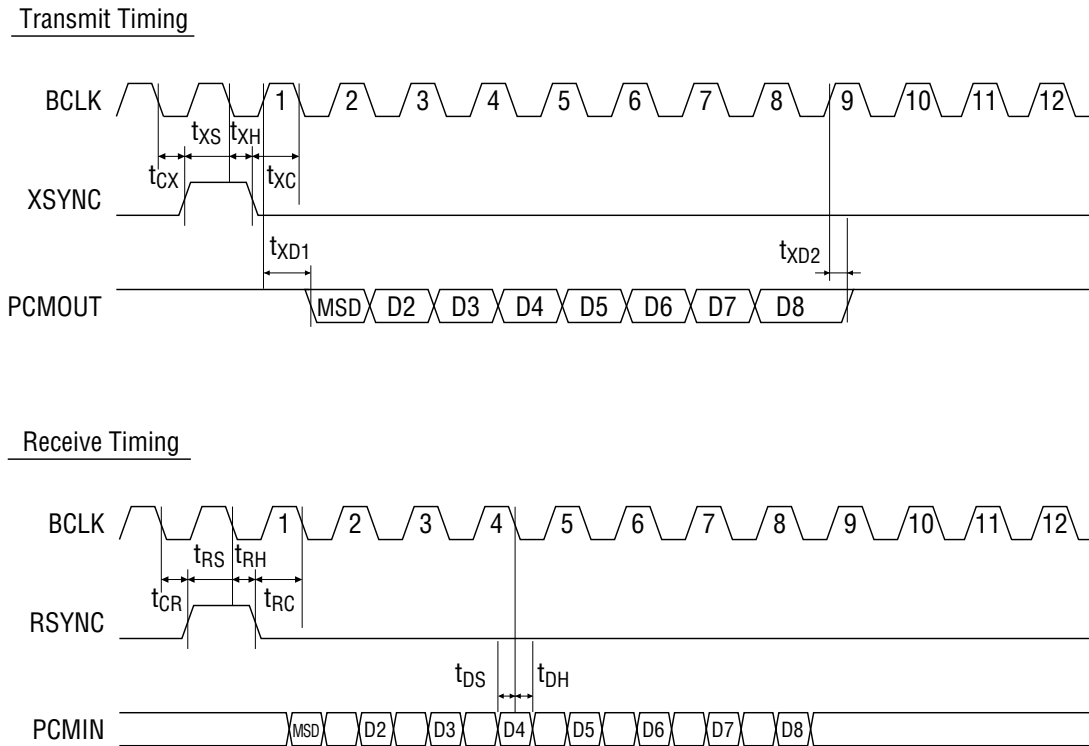 Transmit Timing
BCLK 1 2 3 4 5 6 7 8 9 10 11 12
tXS tXH
tCX tXC
XSYNC
tXD1 tXD2
PCMOUT MSD D2 D3 D4 D5 D6 D7 D8
Receive Timing
BCLK 1 2 3 4 5 6 7 8 9 10 11 12
tRS tRH
tCR tRC
RSYNC
tDS tDH
PCMIN MSD D2 D3 D4 D5 D6 D7 D8